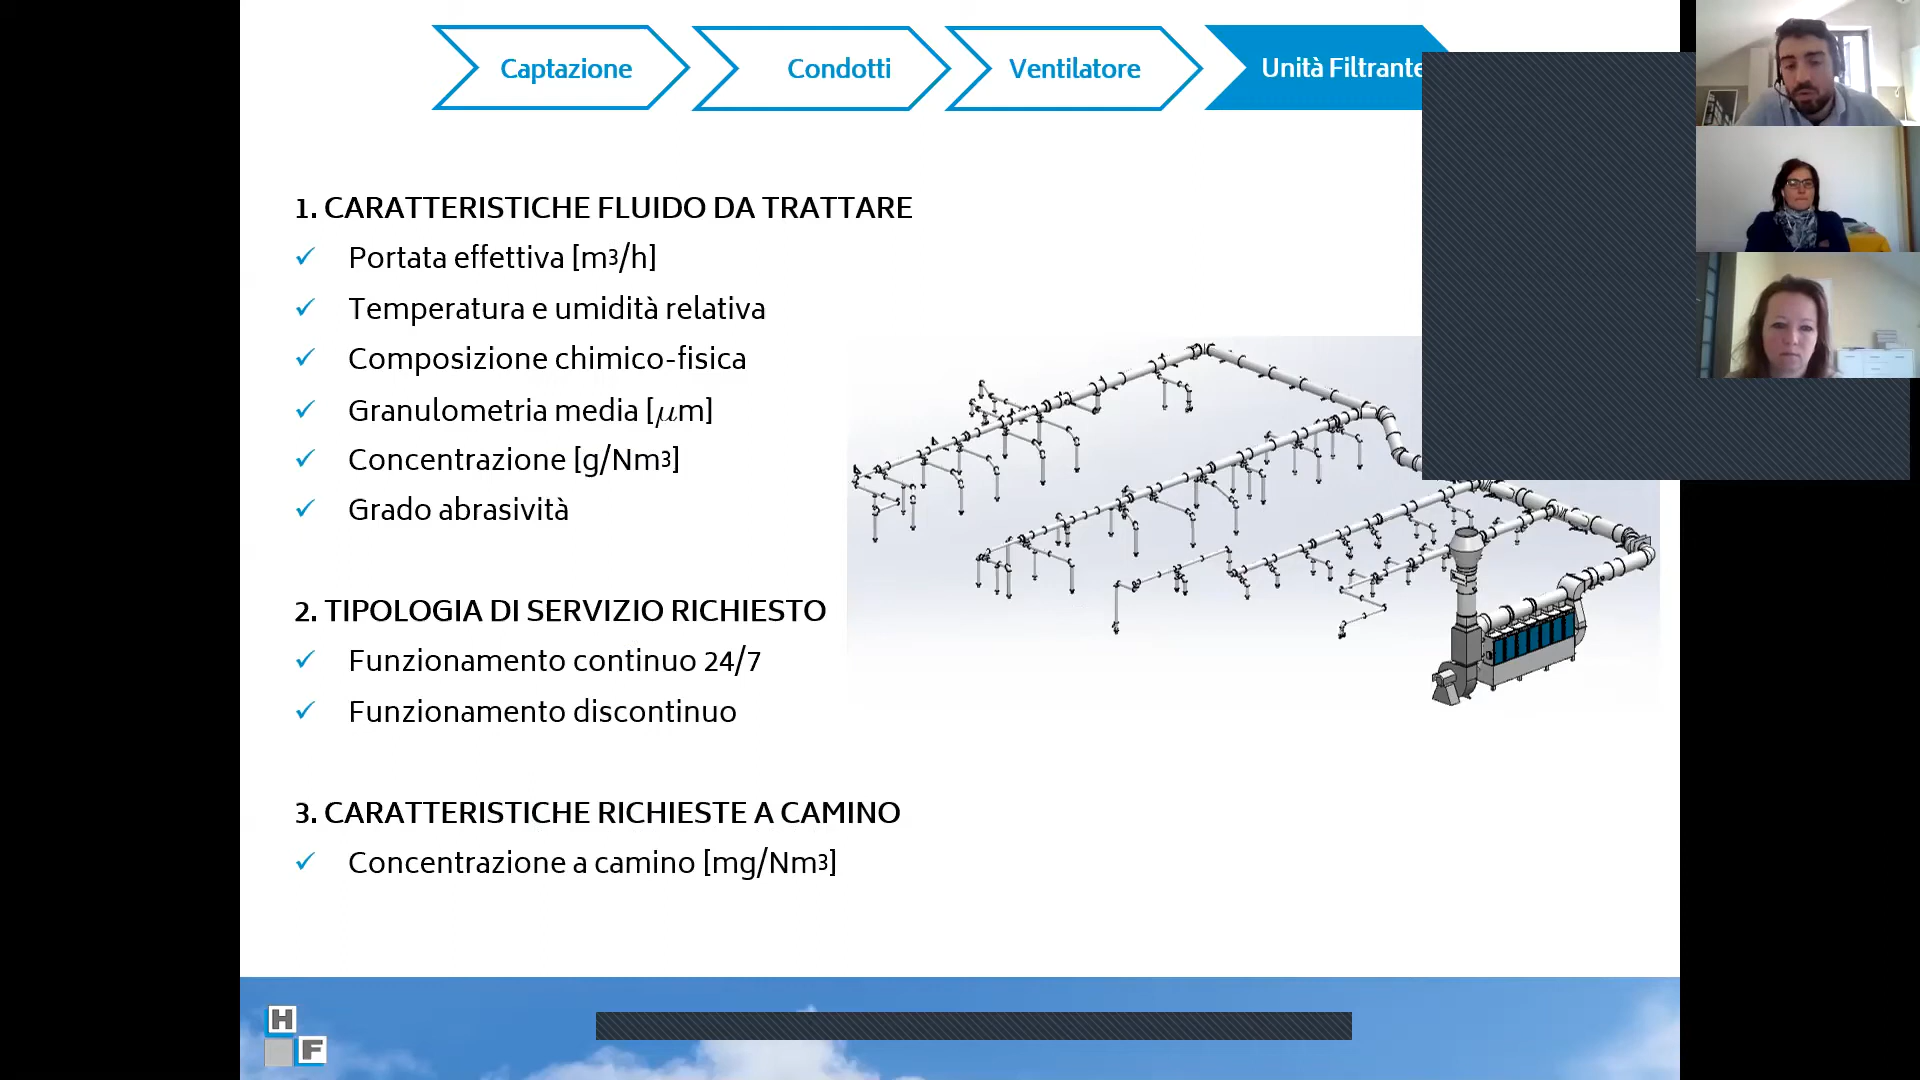 Captazione
Condotti
Ventilatore
Unità Filtrante
1. CARATTERISTICHE FLUIDO DA TRATTARE
✓ Portata effettiva [m3/h]
✓ Temperatura e umidità relativa
✓ Composizione chimico-fisica
✓ Granulometria media [μm]
✓ Concentrazione [g/Nm3]
✓ Grado abrasività
2. TIPOLOGIA DI SERVIZIO RICHIESTO
✓ Funzionamento continuo 24/7
✓ Funzionamento discontinuo
3. CARATTERISTICHE RICHIESTE A CAMINO
✓ Concentrazione a camino [mg/Nm3]
H
F